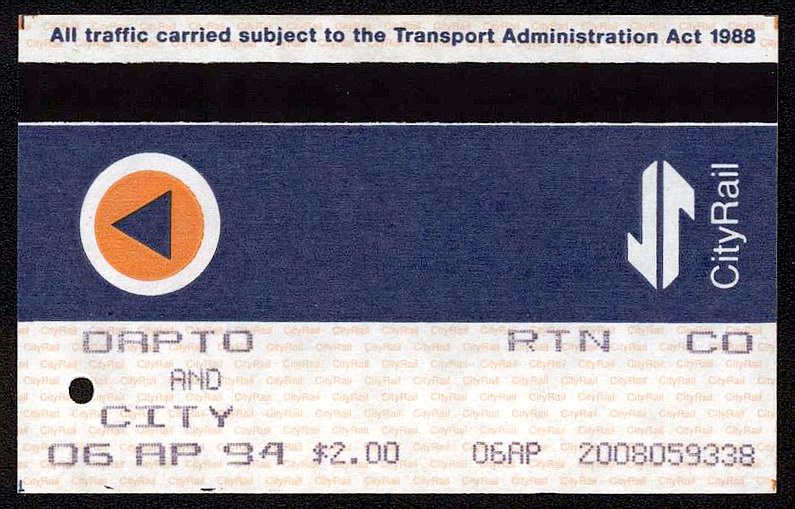 All traffic carried subject to the Transport Administration Act 1988
CityRail
DAPTO RTN CO
AND
CITY
06 AP 94 $2.00 06AP 2008059338